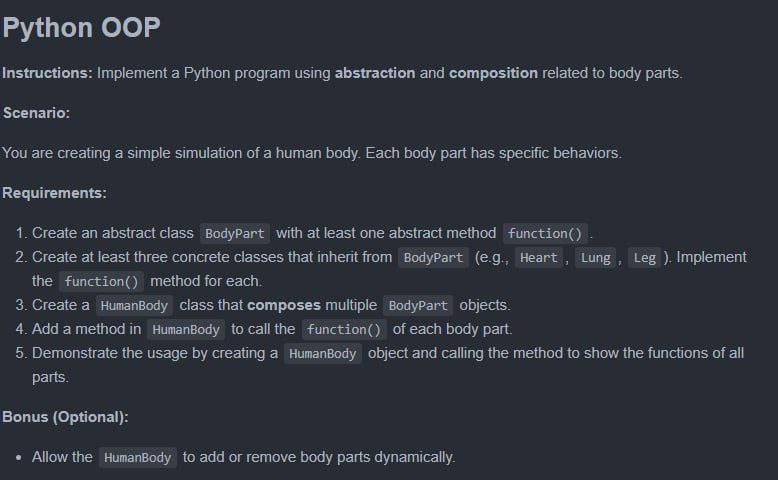 Python OOP
Instructions: Implement a Python program using abstraction and composition related to body parts.
Scenario:
You are creating a simple simulation of a human body. Each body part has specific behaviors.
Requirements:
1. Create an abstract class BodyPart with at least one abstract method function() .
2. Create at least three concrete classes that inherit from BodyPart (e.g., Heart , Lung , Leg ). Implement
the function() method for each.
3. Create a HumanBody class that composes multiple BodyPart objects.
4. Add a method in HumanBody to call the function() of each body part.
5. Demonstrate the usage by creating a HumanBody object and calling the method to show the functions of all
parts.
Bonus (Optional):
• Allow the HumanBody to add or remove body parts dynamically.